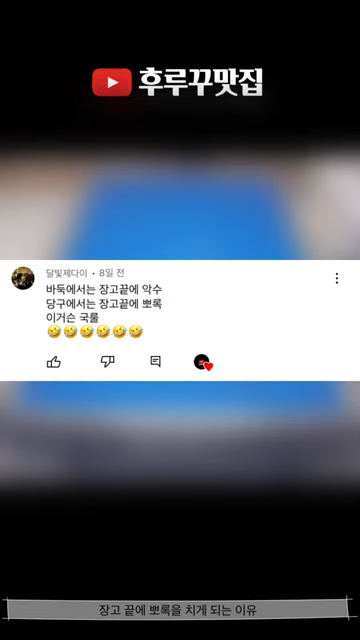 후루꾸맛집
달빛제다이 • 8일 전
바둑에서는 장고끝에 악수
당구에서는 장고끝에 뽀록
이거슨 국룰
🤣🤣🤣🤣🤣🤣
장고 끝에 뽀록을 치게 되는 이유